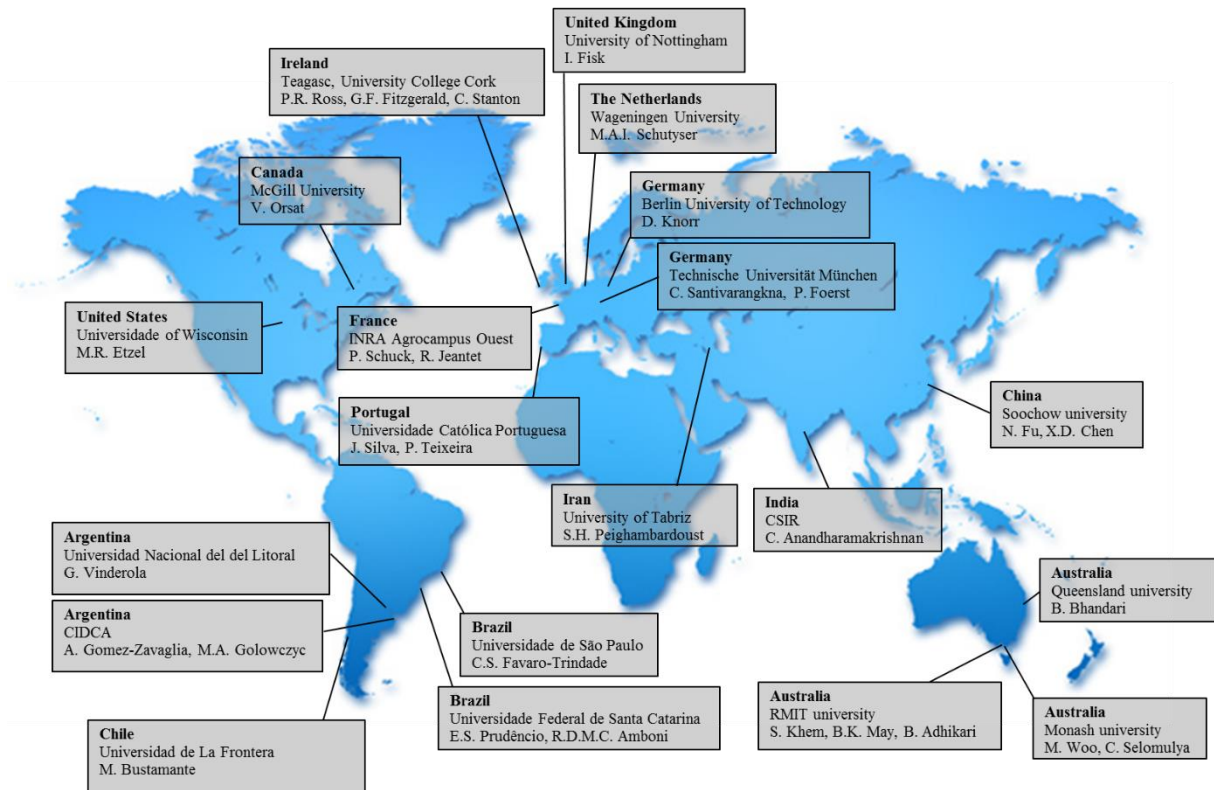 United Kingdom
University of Nottingham
I. Fisk
Ireland
Teagasc, University College Cork
P.R. Ross, G.F. Fitzgerald, C. Stanton
The Netherlands
Wageningen University
M.A.I. Schutyser
Canada
McGill University
V. Orsat
Germany
Berlin University of Technology
D. Knorr
Germany
Technische Universität München
C. Santivarangkna, P. Foerst
United States
Universidade of Wisconsin
M.R. Etzel
France
INRA Agrocampus Ouest
P. Schuck, R. Jeantet
China
Soochow university
N. Fu, X.D. Chen
Portugal
Universidade Católica Portuguesa
J. Silva, P. Teixeira
Iran
University of Tabriz
S.H. Peighambardoust
India
CSIR
C. Anandharamakrishnan
Argentina
Universidad Nacional del del Litoral
G. Vinderola
Australia
Queensland university
B. Bhandari
Argentina
CIDCA
A. Gomez-Zavaglia, M.A. Golowczyc
Brazil
Universidade de São Paulo
C.S. Favaro-Trindade
Brazil
Universidade Federal de Santa Catarina
E.S. Prudêncio, R.D.M.C. Amboni
Australia
RMIT university
S. Khem, B.K. May, B. Adhikari
Australia
Monash university
M. Woo, C. Selomulya
Chile
Universidad de La Frontera
M. Bustamante